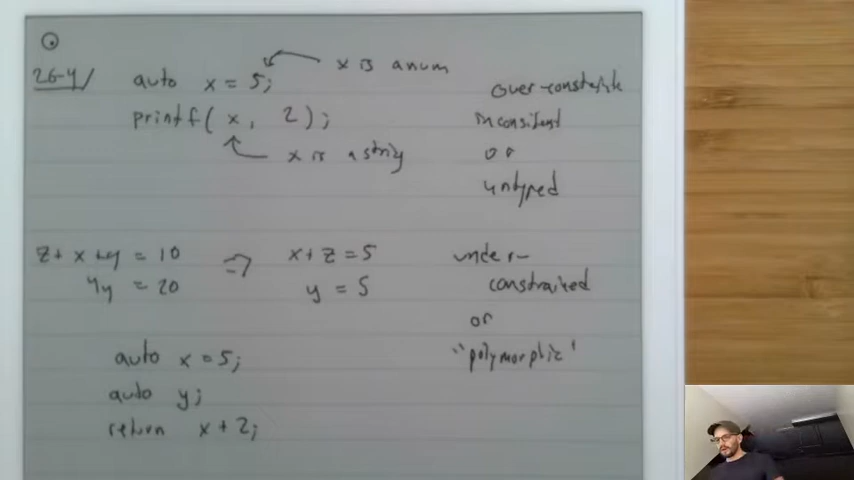 26-4/
auto x = 5;
x is a num
printf( x, 2);
x is a string
over-constraint
inconsistent
or
untyped
z + x + y = 10 => x + z = 5
4y = 20 y = 5
under-
constrained
or
"polymorphic"
auto x = 5;
auto y;
return x + 2;